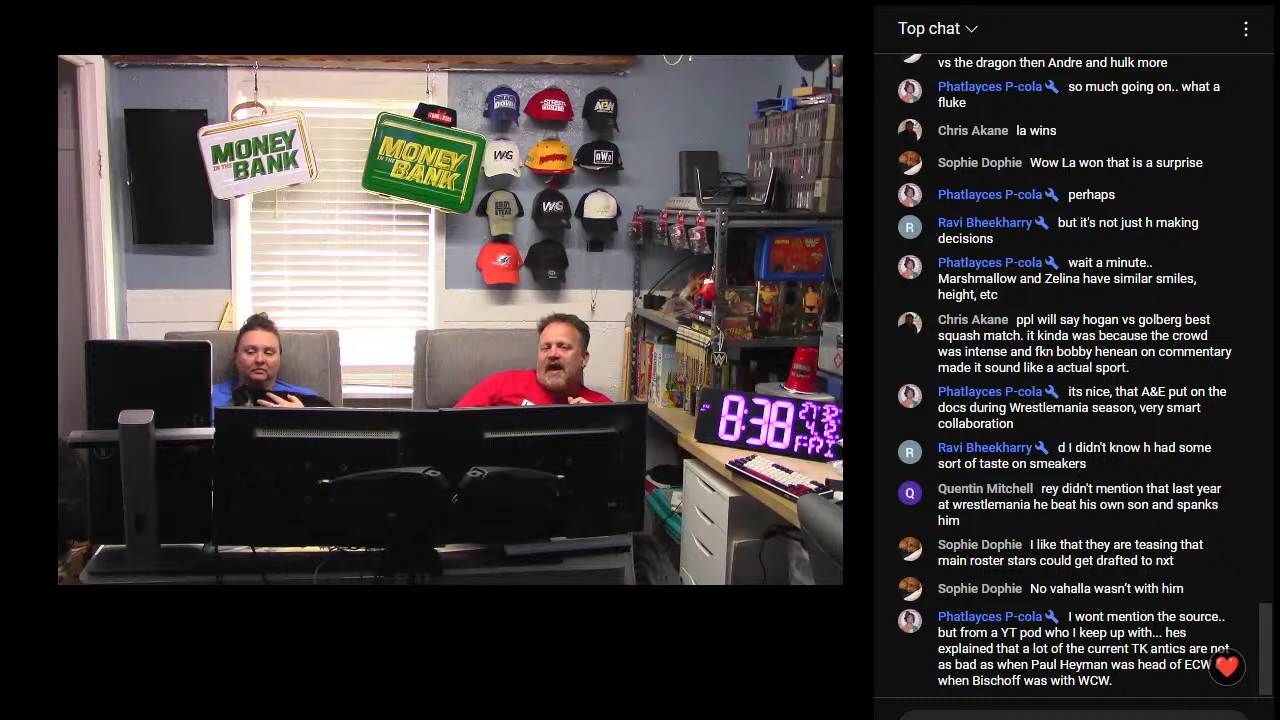 Top chat
vs the dragon then Andre and hulk more
Phatlayces P-cola so much going on.. what a
fluke
Chris Akane la wins
Sophie Dophie Wow La won that is a surprise
Phatlayces P-cola perhaps
R Ravi Bheekharry but it's not just h making
decisions
Phatlayces P-cola wait a minute..
Marshmallow and Zelina have similar smiles,
height, etc
Chris Akane ppl will say hogan vs golberg best
squash match. it kinda was because the crowd
was intense and fkn bobby henean on commentary
made it sound like a actual sport.
Phatlayces P-cola its nice, that A&E put on the
docs during Wrestlemania season, very smart
collaboration
R Ravi Bheekharry d I didn't know h had some
sort of taste on smeakers
Q Quentin Mitchell rey didn't mention that last year
at wrestlemania he beat his own son and spanks
him
Sophie Dophie I like that they are teasing that
main roster stars could get drafted to nxt
Sophie Dophie No vahalla wasn't with him
Phatlayces P-cola I wont mention the source..
but from a YT pod who I keep up with... hes
explained that a lot of the current TK antics are not
as bad as when Paul Heyman was head of ECW
when Bischoff was with WCW.
MONEY
IN THE BANK
MONEY
IN THE BANK
nWo
8:38
FRI